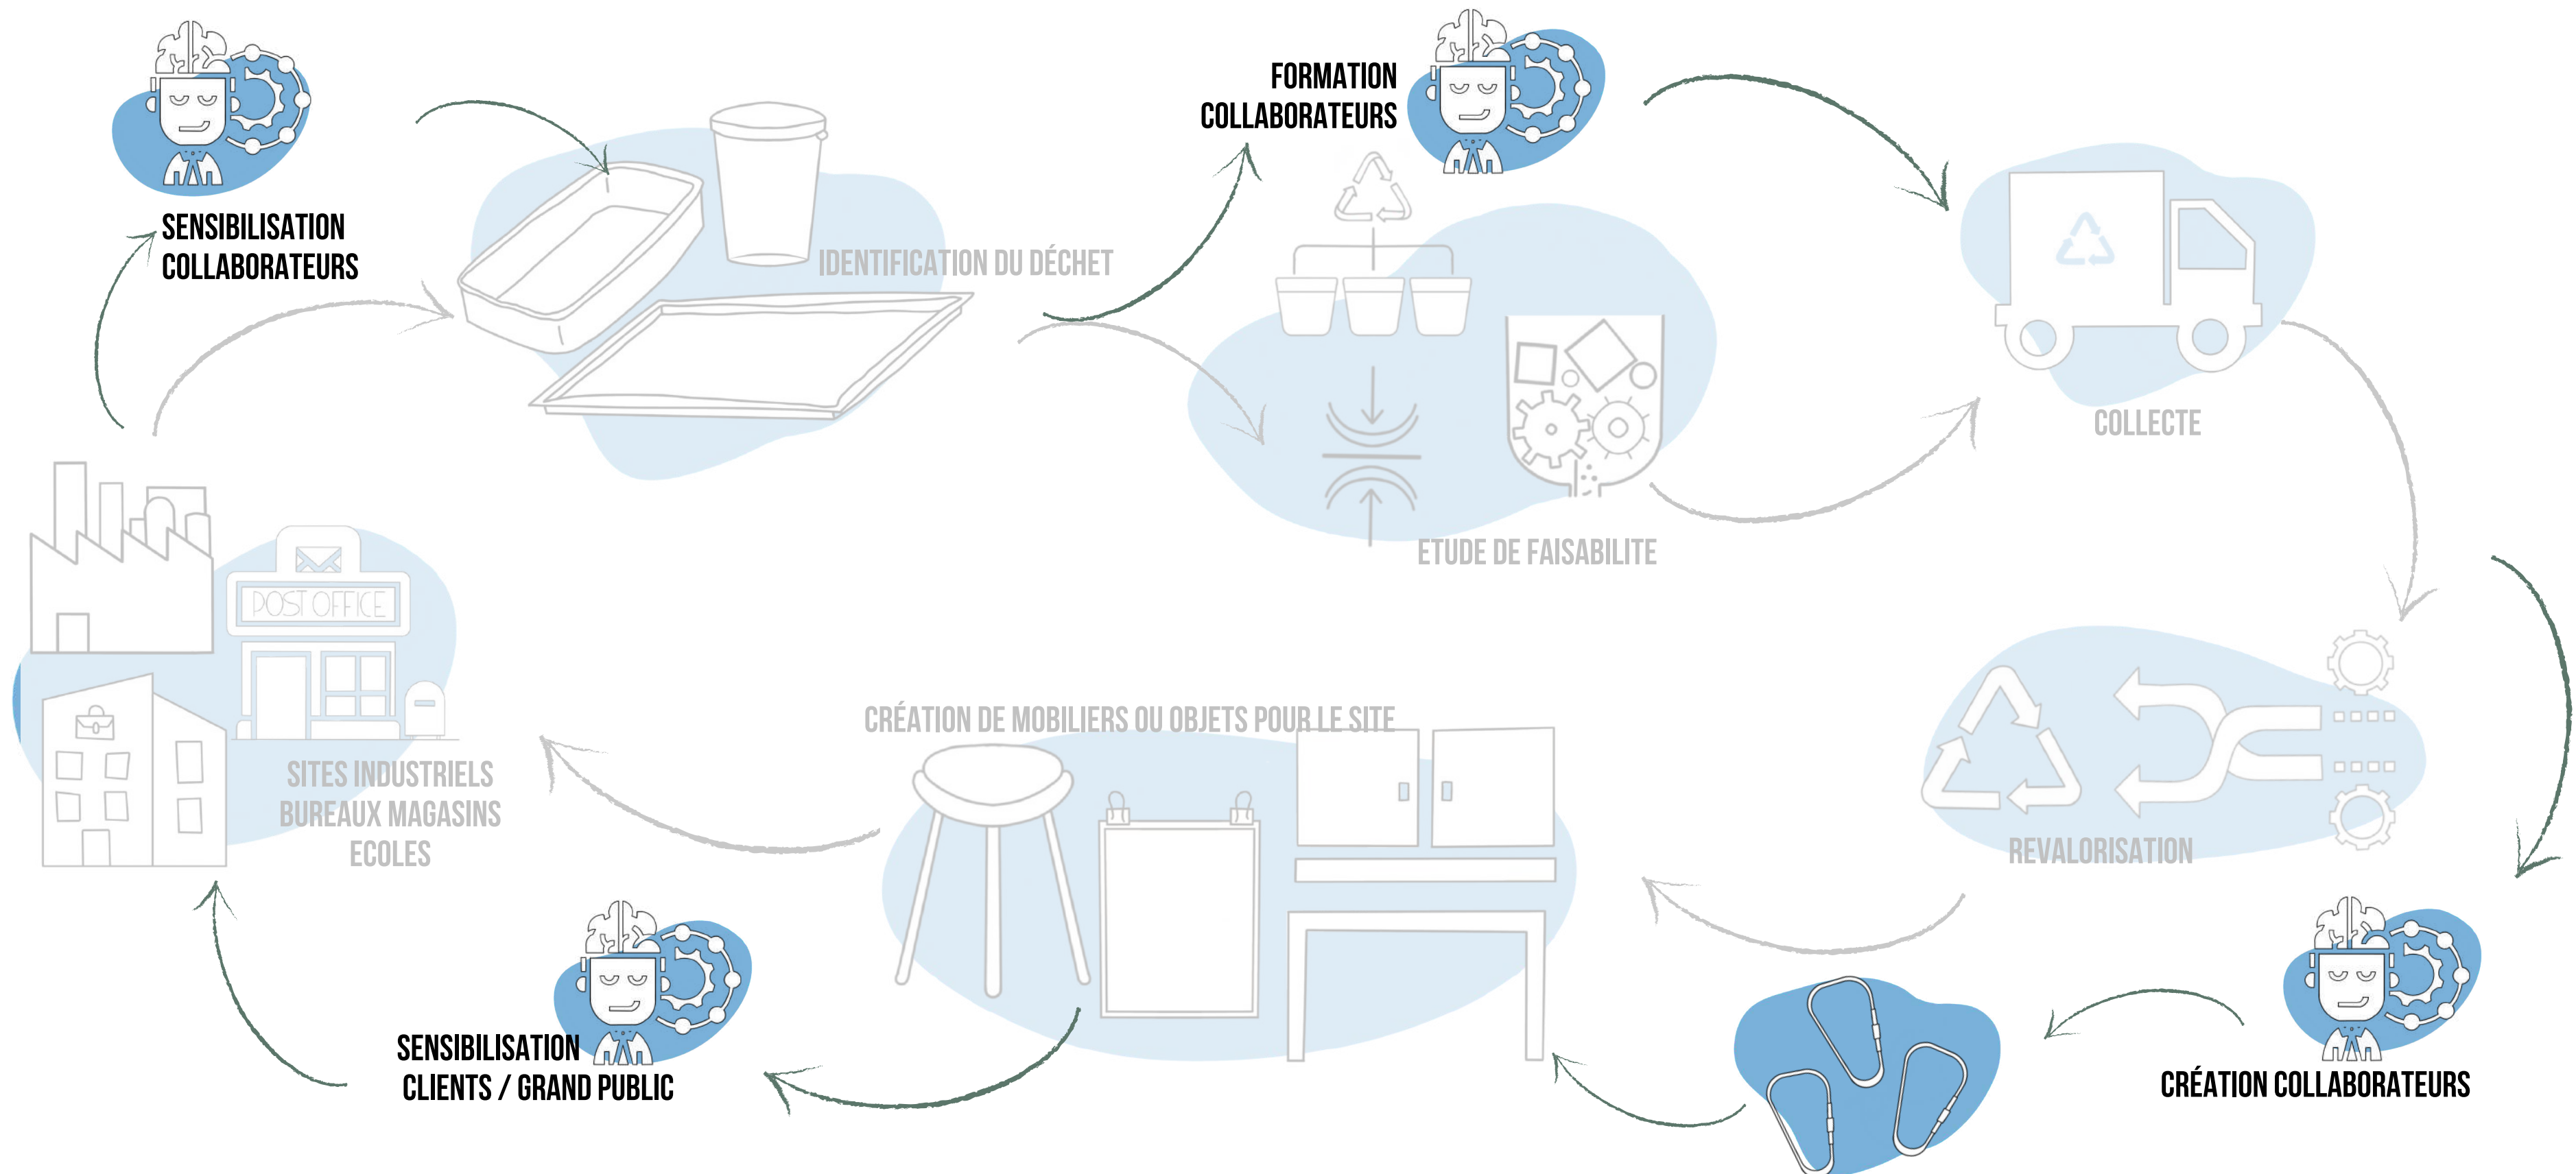 FORMATION
COLLABORATEURS
SENSIBILISATION
COLLABORATEURS
IDENTIFICATION DU DÉCHET
COLLECTE
ETUDE DE FAISABILITE
POST OFFICE
CRÉATION DE MOBILIERS OU OBJETS POUR LE SITE
SITES INDUSTRIELS
BUREAUX MAGASINS
ECOLES
REVALORISATION
SENSIBILISATION
CLIENTS / GRAND PUBLIC
CRÉATION COLLABORATEURS